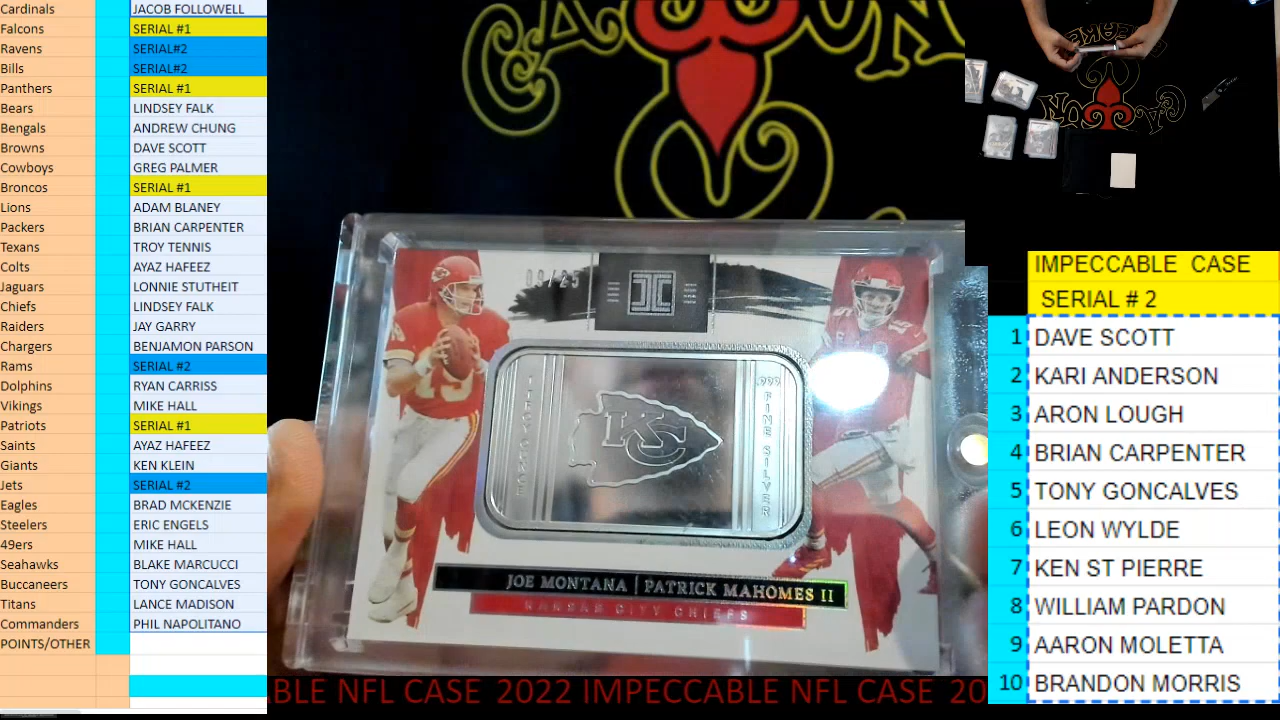 Cardinals JACOB FOLLOWELL
Falcons SERIAL #1
Ravens SERIAL#2
Bills SERIAL#2
Panthers SERIAL #1
Bears LINDSEY FALK
Bengals ANDREW CHUNG
Browns DAVE SCOTT
Cowboys GREG PALMER
Broncos SERIAL #1
Lions ADAM BLANEY
Packers BRIAN CARPENTER
Texans TROY TENNIS
Colts AYAZ HAFEEZ
Jaguars LONNIE STUTHEIT
Chiefs LINDSEY FALK
Raiders JAY GARRY
Chargers BENJAMON PARSON
Rams SERIAL #2
Dolphins RYAN CARRISS
Vikings MIKE HALL
Patriots SERIAL #1
Saints AYAZ HAFEEZ
Giants KEN KLEIN
Jets SERIAL #2
Eagles BRAD MCKENZIE
Steelers ERIC ENGELS
49ers MIKE HALL
Seahawks BLAKE MARCUCCI
Buccaneers TONY GONCALVES
Titans LANCE MADISON
Commanders PHIL NAPOLITANO
POINTS/OTHER
09/25
TROY OUNCE
KC
.999 FINE SILVER
JOE MONTANA | PATRICK MAHOMES II
KANSAS CITY CHIEFS
BLE NFL CASE 2022 IMPECCABLE NFL CASE 20
IMPECCABLE CASE
SERIAL # 2
1 DAVE SCOTT
2 KARI ANDERSON
3 ARON LOUGH
4 BRIAN CARPENTER
5 TONY GONCALVES
6 LEON WYLDE
7 KEN ST PIERRE
8 WILLIAM PARDON
9 AARON MOLETTA
10 BRANDON MORRIS